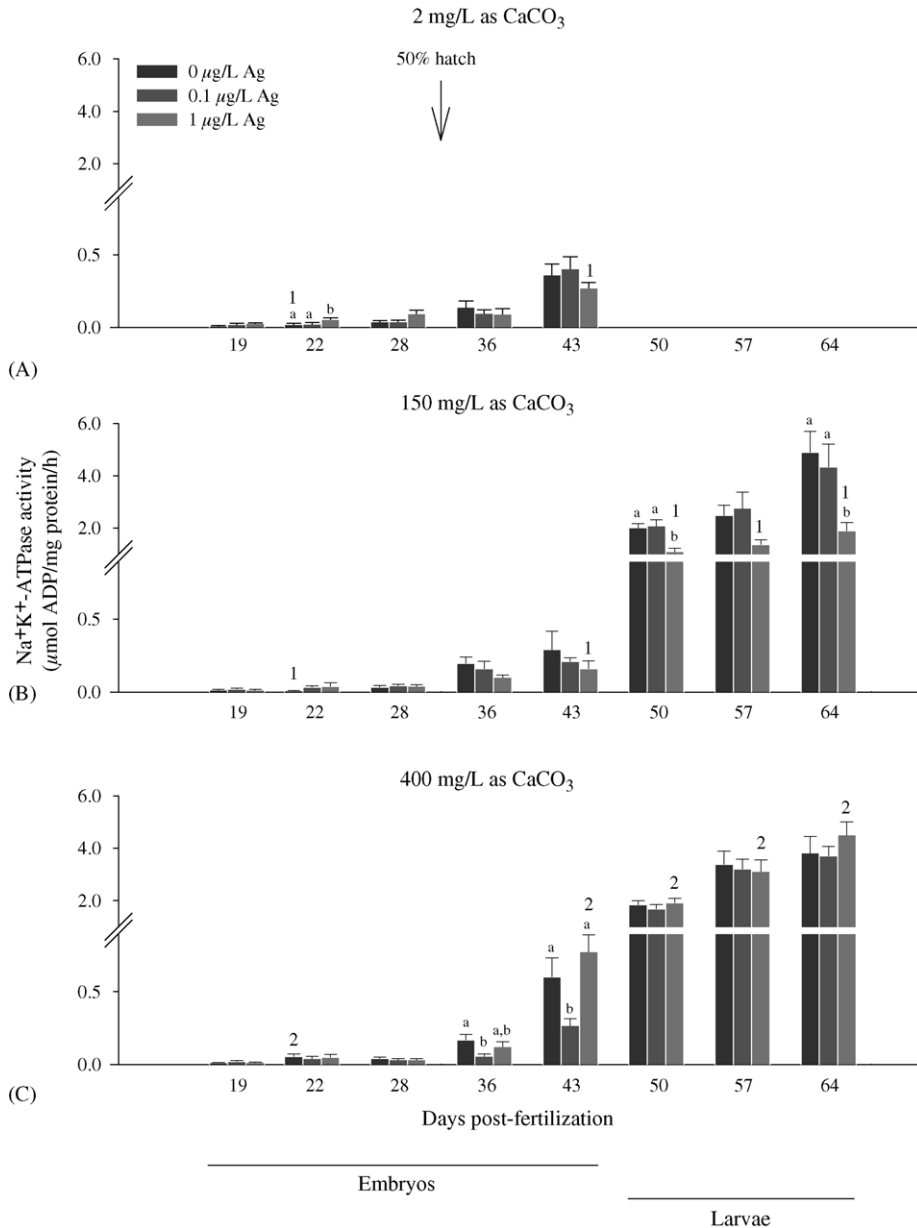 2 mg/L as CaCO₃
6.0
4.0
2.0
0.5
0.0
0 µg/L Ag
0.1 µg/L Ag
1 µg/L Ag
50% hatch
1
a a b
1
19 22 28 36 43 50 57 64
(A)
150 mg/L as CaCO₃
6.0
4.0
2.0
0.5
0.0
1
1
a a 1 b
1
a a 1 b
19 22 28 36 43 50 57 64
(B)
Na⁺K⁺-ATPase activity
(µmol ADP/mg protein/h)
400 mg/L as CaCO₃
6.0
4.0
2.0
0.5
0.0
2
a b a,b
a b 2 a
2
2
2
19 22 28 36 43 50 57 64
(C)
Days post-fertilization
Embryos
Larvae